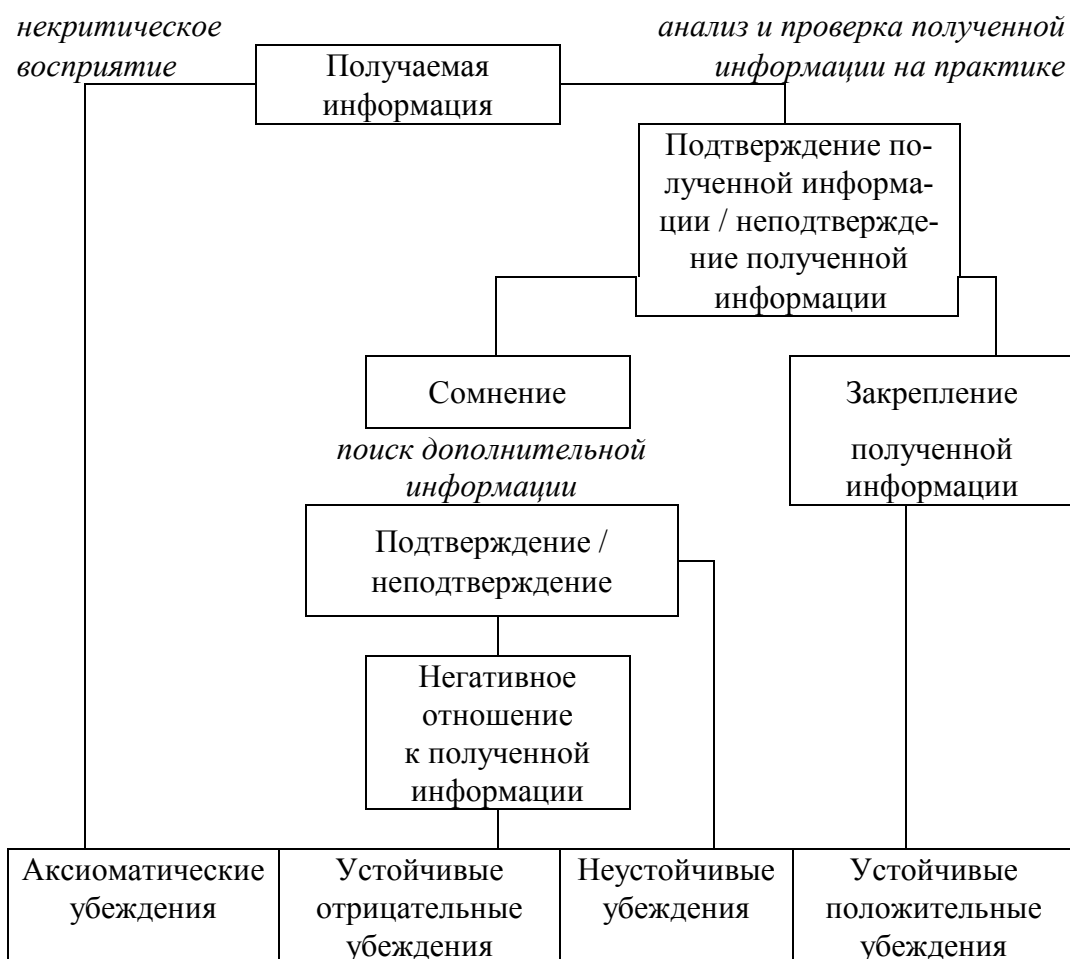 некритическое
восприятие
анализ и проверка полученной
информации на практике
Получаемая
информация
Подтверждение по-
лученной информа-
ции / неподтвержде-
ние полученной
информации
Сомнение
Закрепление
полученной
информации
поиск дополнительной
информации
Подтверждение /
неподтверждение
Негативное
отношение
к полученной
информации
Аксиоматические
убеждения
Устойчивые
отрицательные
убеждения
Неустойчивые
убеждения
Устойчивые
положительные
убеждения